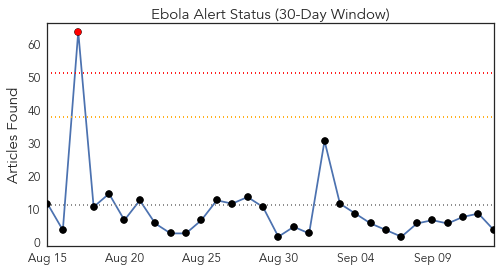 Ebola Alert Status (30-Day Window)
Articles Found
60
50
40
30
20
10
0
Aug 15 Aug 20 Aug 25 Aug 30 Sep 04 Sep 09